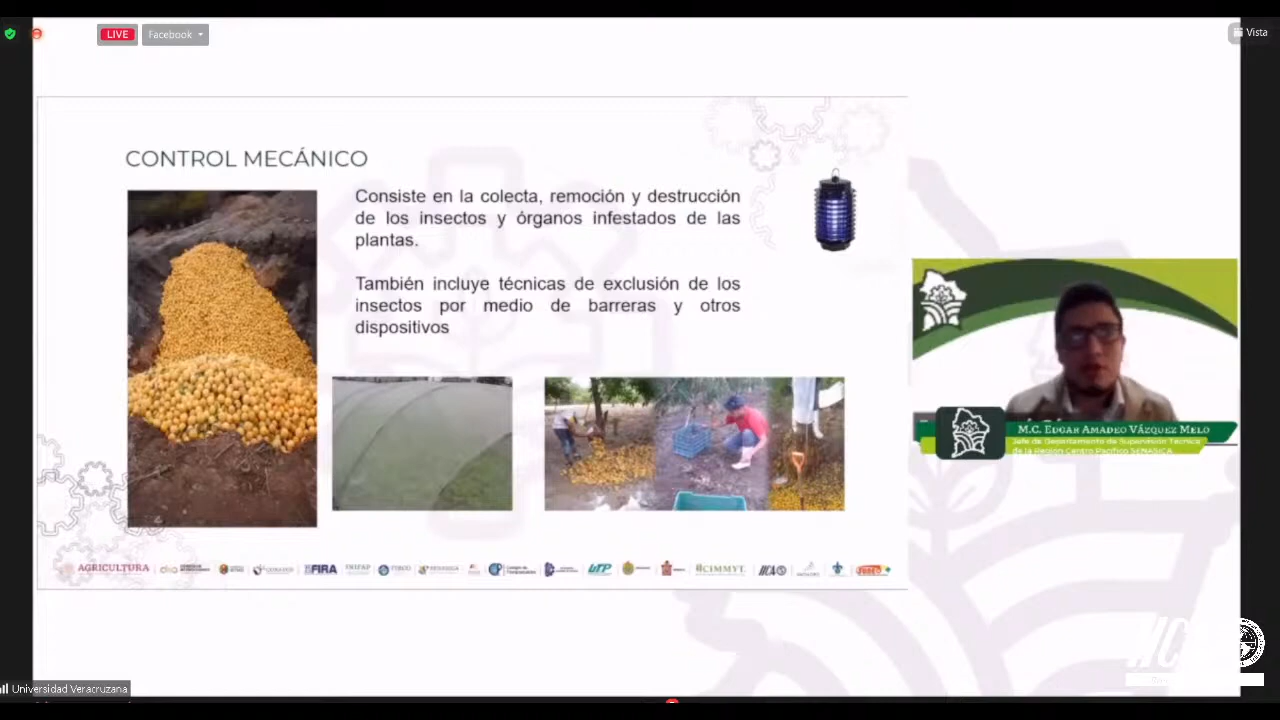 LIVE
Facebook
Vista
CONTROL MECÁNICO
Consiste en la colecta, remoción y destrucción
de los insectos y órganos infestados de las
plantas.
También incluye técnicas de exclusión de los
insectos por medio de barreras y otros
dispositivos
M.C. Edgar Amadeo Vázquez Melo
Jefe de Departamento de Supervisión Técnica
de la Región Centro Pacífico SENASICA
AGRICULTURA
FIRA
INIFAP
UTP
CIMMYT
IICA
Universidad Veracruzana